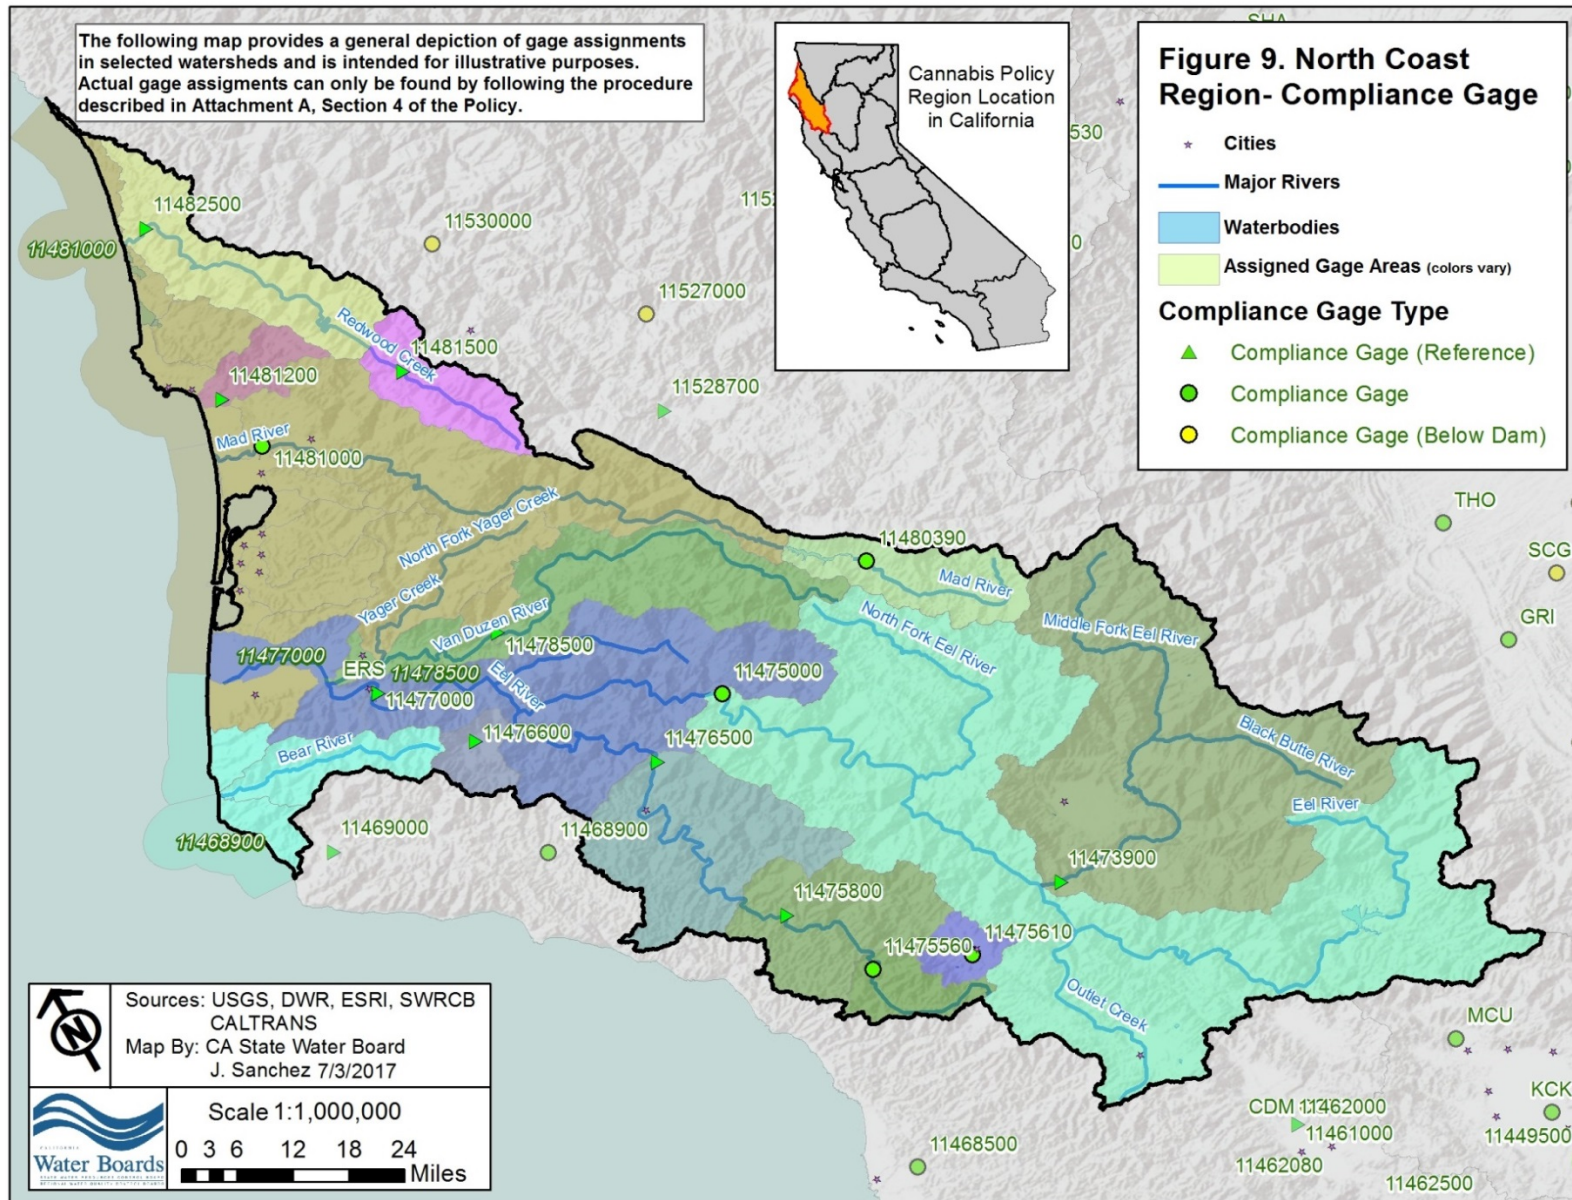 The following map provides a general depiction of gage assignments
in selected watersheds and is intended for illustrative purposes.
Actual gage assigments can only be found by following the procedure
described in Attachment A, Section 4 of the Policy.
Cannabis Policy
Region Location
in California
Figure 9. North Coast
Region- Compliance Gage
Cities
Major Rivers
Waterbodies
Assigned Gage Areas (colors vary)
Compliance Gage Type
Compliance Gage (Reference)
Compliance Gage
Compliance Gage (Below Dam)
530
11482500
11530000
11481000
11527000
Redwood Creek
11481500
11481200
11528700
Mad River
11481000
THO
North Fork Yager Creek
11480390
SCG
Mad River
Yager Creek
Van Duzen River
North Fork Eel River
Middle Fork Eel River
GRI
11478500
11477000
ERS
11478500
Eel River
11475000
11477000
11476600
11476500
Black Butte River
Bear River
Eel River
11469000
11468900
11468900
11473900
11475800
11475560
11475610
Outlet Creek
MCU
KCK
CDM
11462000
11461000
11449500
11468500
11462080
11462500
N
Sources: USGS, DWR, ESRI, SWRCB
CALTRANS
Map By: CA State Water Board
J. Sanchez 7/3/2017
Scale 1:1,000,000
0 3 6 12 18 24
Miles
CALIFORNIA
Water Boards